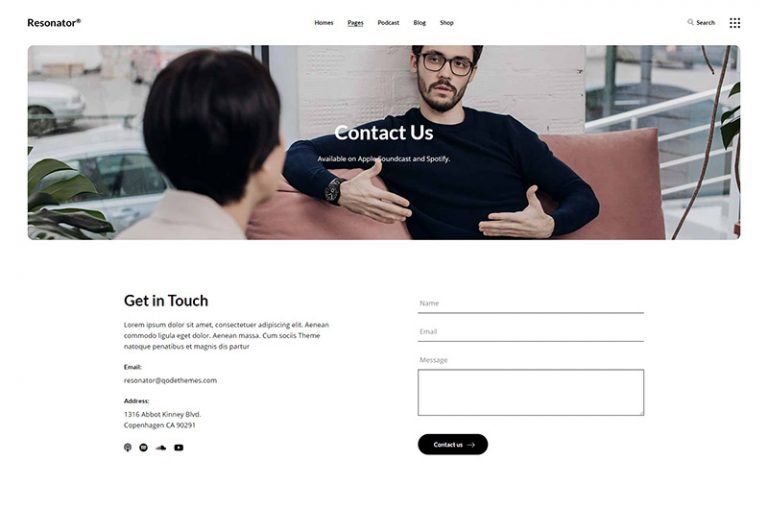 Resonator®
Homes Pages Podcast Blog Shop
Search
Contact Us
Available on Apple Soundcast and Spotify.
Get in Touch
Lorem ipsum dolor sit amet, consectetuer adipiscing elit. Aenean
commodo ligula eget dolor. Aenean massa. Cum sociis Theme
natoque penatibus et magnis dis partur
Email:
resonator@qodethemes.com
Address:
1316 Abbot Kinney Blvd.
Copenhagen CA 90291
Name
Email
Message
Contact us